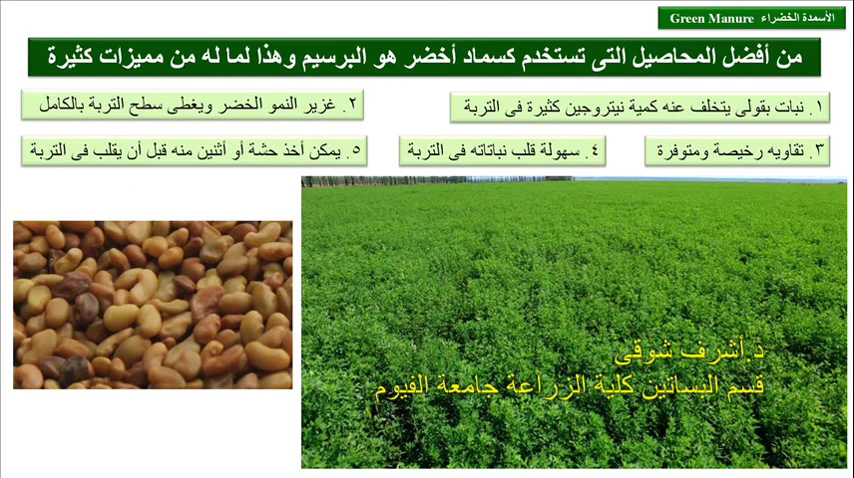 الأسمدة الخضراء Green Manure
من أفضل المحاصيل التى تستخدم كسماد أخضر هو البرسيم وهذا لما له من مميزات كثيرة
١. نبات بقولى يتخلف عنه كمية نيتروجين كثيرة فى التربة
٢. غزير النمو الخضر ويغطى سطح التربة بالكامل
٣. تقاويه رخيصة ومتوفرة
٤. سهولة قلب نباتاته فى التربة
٥. يمكن أخذ حشة أو أثنين منه قبل أن يقلب فى التربة
د.أشرف شوقى
قسم البساتين كلية الزراعة جامعة الفيوم